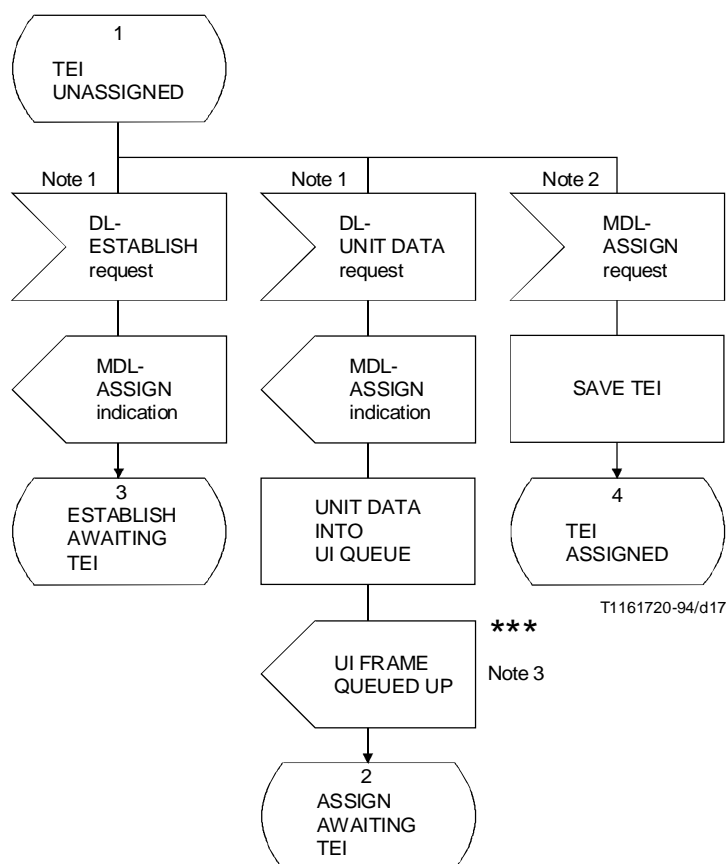 1
TEI
UNASSIGNED
Note 1
Note 1
Note 2
DL-
ESTABLISH
request
DL-
UNIT DATA
request
MDL-
ASSIGN
request
MDL-
ASSIGN
indication
MDL-
ASSIGN
indication
SAVE TEI
3
ESTABLISH
AWAITING
TEI
UNIT DATA
INTO
UI QUEUE
4
TEI
ASSIGNED
T1161720-94/d17
***
UI FRAME
QUEUED UP
Note 3
2
ASSIGN
AWAITING
TEI